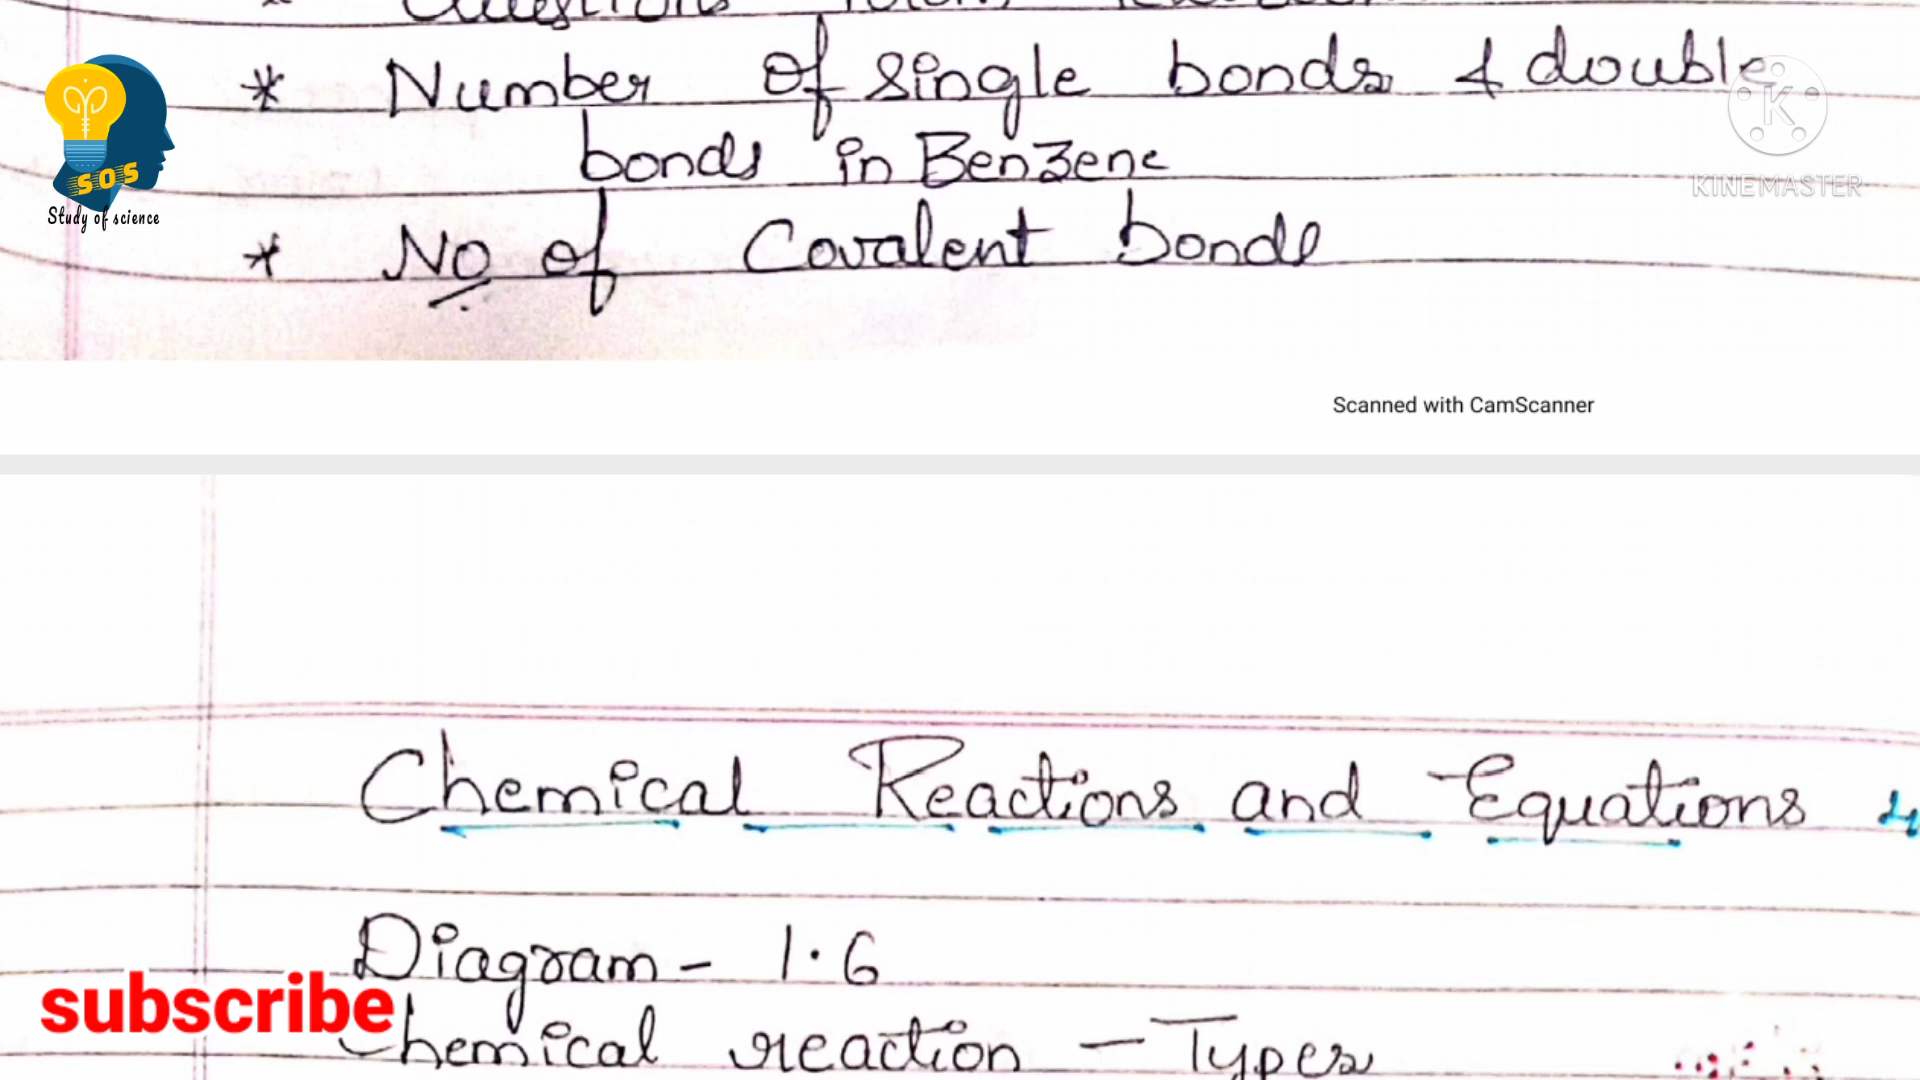 * Number of single bonds & double
bonds in Benzene
* No of Covalent bonds
SOS
Study of science
KINEMASTER
Scanned with CamScanner
Chemical Reactions and Equations
Diagram - 1.6
subscribe
Chemical reaction - Types